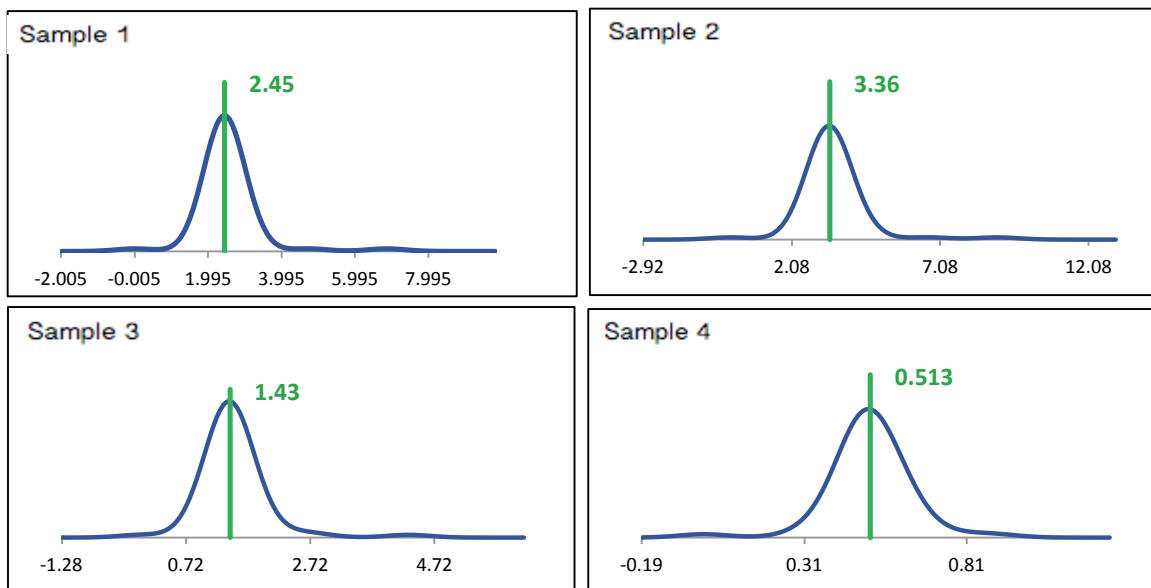 Sample 1
2.45
-2.005 -0.005 1.995 3.995 5.995 7.995
Sample 2
3.36
-2.92 2.08 7.08 12.08
Sample 3
1.43
-1.28 0.72 2.72 4.72
Sample 4
0.513
-0.19 0.31 0.81